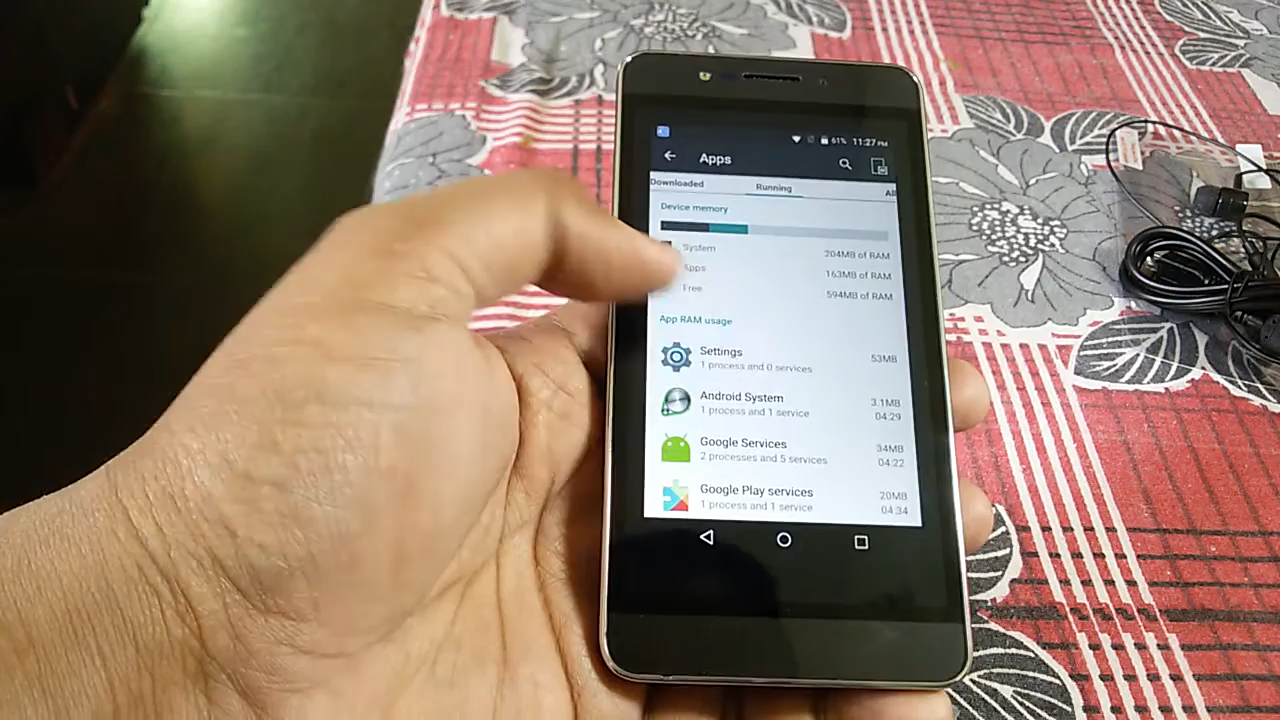 61% 11:27 PM
Apps
Downloaded Running All
Device memory
System 204MB of RAM
Apps 163MB of RAM
Free 594MB of RAM
App RAM usage
Settings 53MB
1 process and 0 services
Android System 3.1MB
1 process and 1 service 04:29
Google Services 34MB
2 processes and 5 services 04:22
Google Play services 20MB
1 process and 1 service 04:34